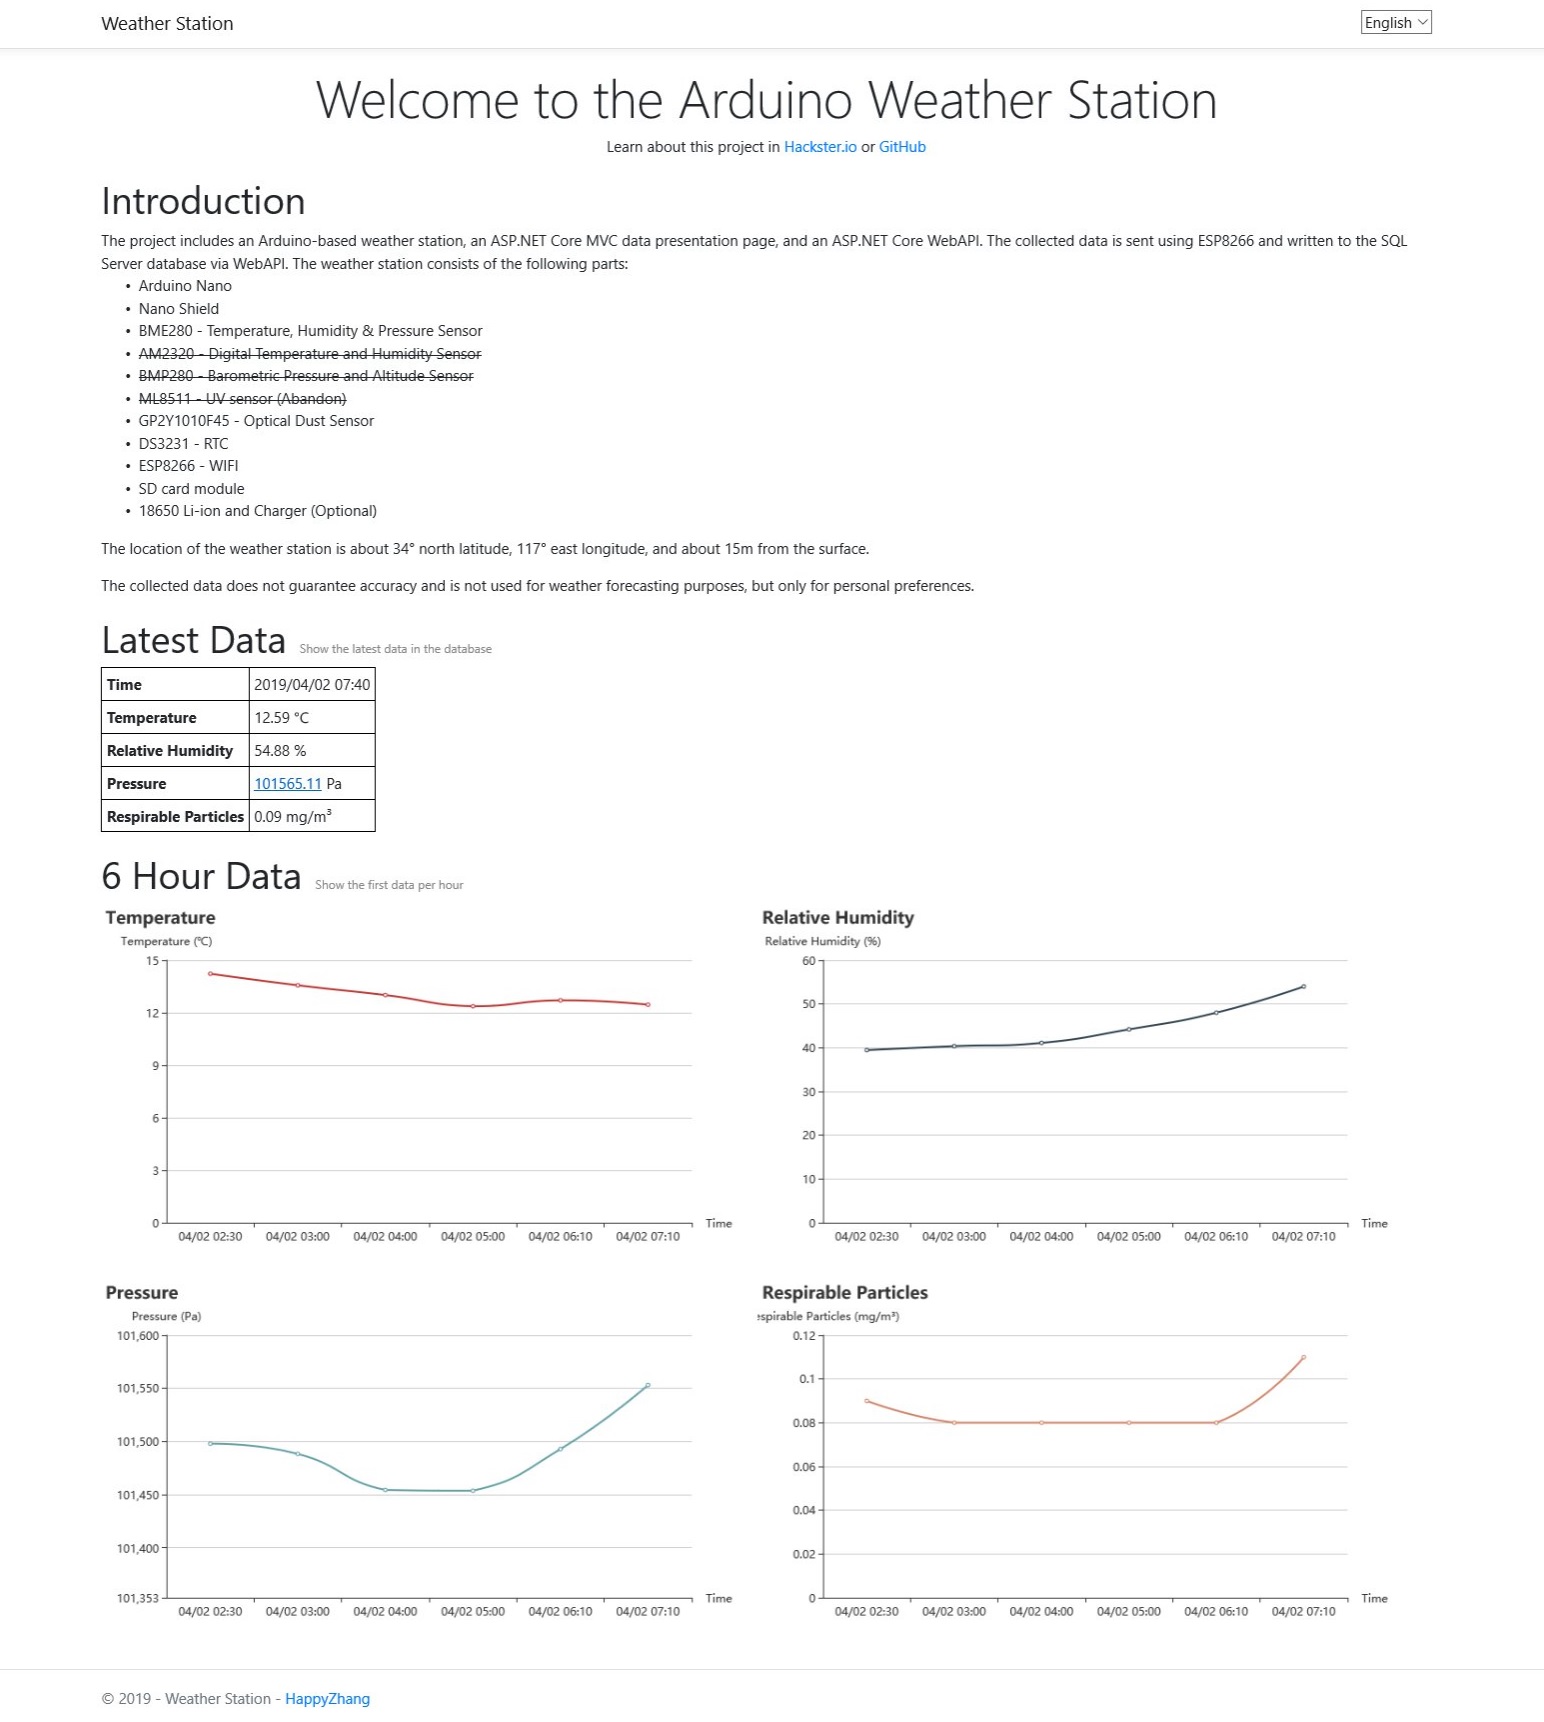 Weather Station
English
Welcome to the Arduino Weather Station
Learn about this project in Hackster.io or GitHub
Introduction
The project includes an Arduino-based weather station, an ASP.NET Core MVC data presentation page, and an ASP.NET Core WebAPI. The collected data is sent using ESP8266 and written to the SQL
Server database via WebAPI. The weather station consists of the following parts:
• Arduino Nano
• Nano Shield
• BME280 - Temperature, Humidity & Pressure Sensor
• AM2320 - Digital Temperature and Humidity Sensor
• BMP280 - Barometric Pressure and Altitude Sensor
• ML8511 - UV sensor (Abandon)
• GP2Y1010F45 - Optical Dust Sensor
• DS3231 - RTC
• ESP8266 - WIFI
• SD card module
• 18650 Li-ion and Charger (Optional)
The location of the weather station is about 34° north latitude, 117° east longitude, and about 15m from the surface.
The collected data does not guarantee accuracy and is not used for weather forecasting purposes, but only for personal preferences.
Latest Data Show the latest data in the database
Time 2019/04/02 07:40
Temperature 12.59 °C
Relative Humidity 54.88 %
Pressure 101565.11 Pa
Respirable Particles 0.09 mg/m³
6 Hour Data Show the first data per hour
Temperature
Temperature (℃)
15
12
9
6
3
0
Time
04/02 02:30 04/02 03:00 04/02 04:00 04/02 05:00 04/02 06:10 04/02 07:10
Relative Humidity
Relative Humidity (%)
60
50
40
30
20
10
0
Time
04/02 02:30 04/02 03:00 04/02 04:00 04/02 05:00 04/02 06:10 04/02 07:10
Pressure
Pressure (Pa)
101,600
101,550
101,500
101,450
101,400
101,353
Time
04/02 02:30 04/02 03:00 04/02 04:00 04/02 05:00 04/02 06:10 04/02 07:10
Respirable Particles
espirable Particles (mg/m³)
0.12
0.1
0.08
0.06
0.04
0.02
0
Time
04/02 02:30 04/02 03:00 04/02 04:00 04/02 05:00 04/02 06:10 04/02 07:10
© 2019 - Weather Station - HappyZhang